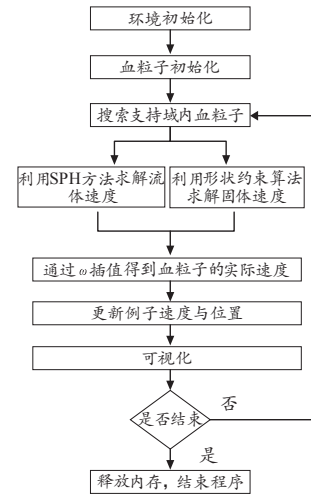 环境初始化
血粒子初始化
搜索支持域内血粒子
利用SPH方法求解流
体速度
利用形状约束算法
求解固体速度
通过ω插值得到血粒子的实际速度
更新例子速度与位置
可视化
是否结束
否
是
释放内存，结束程序